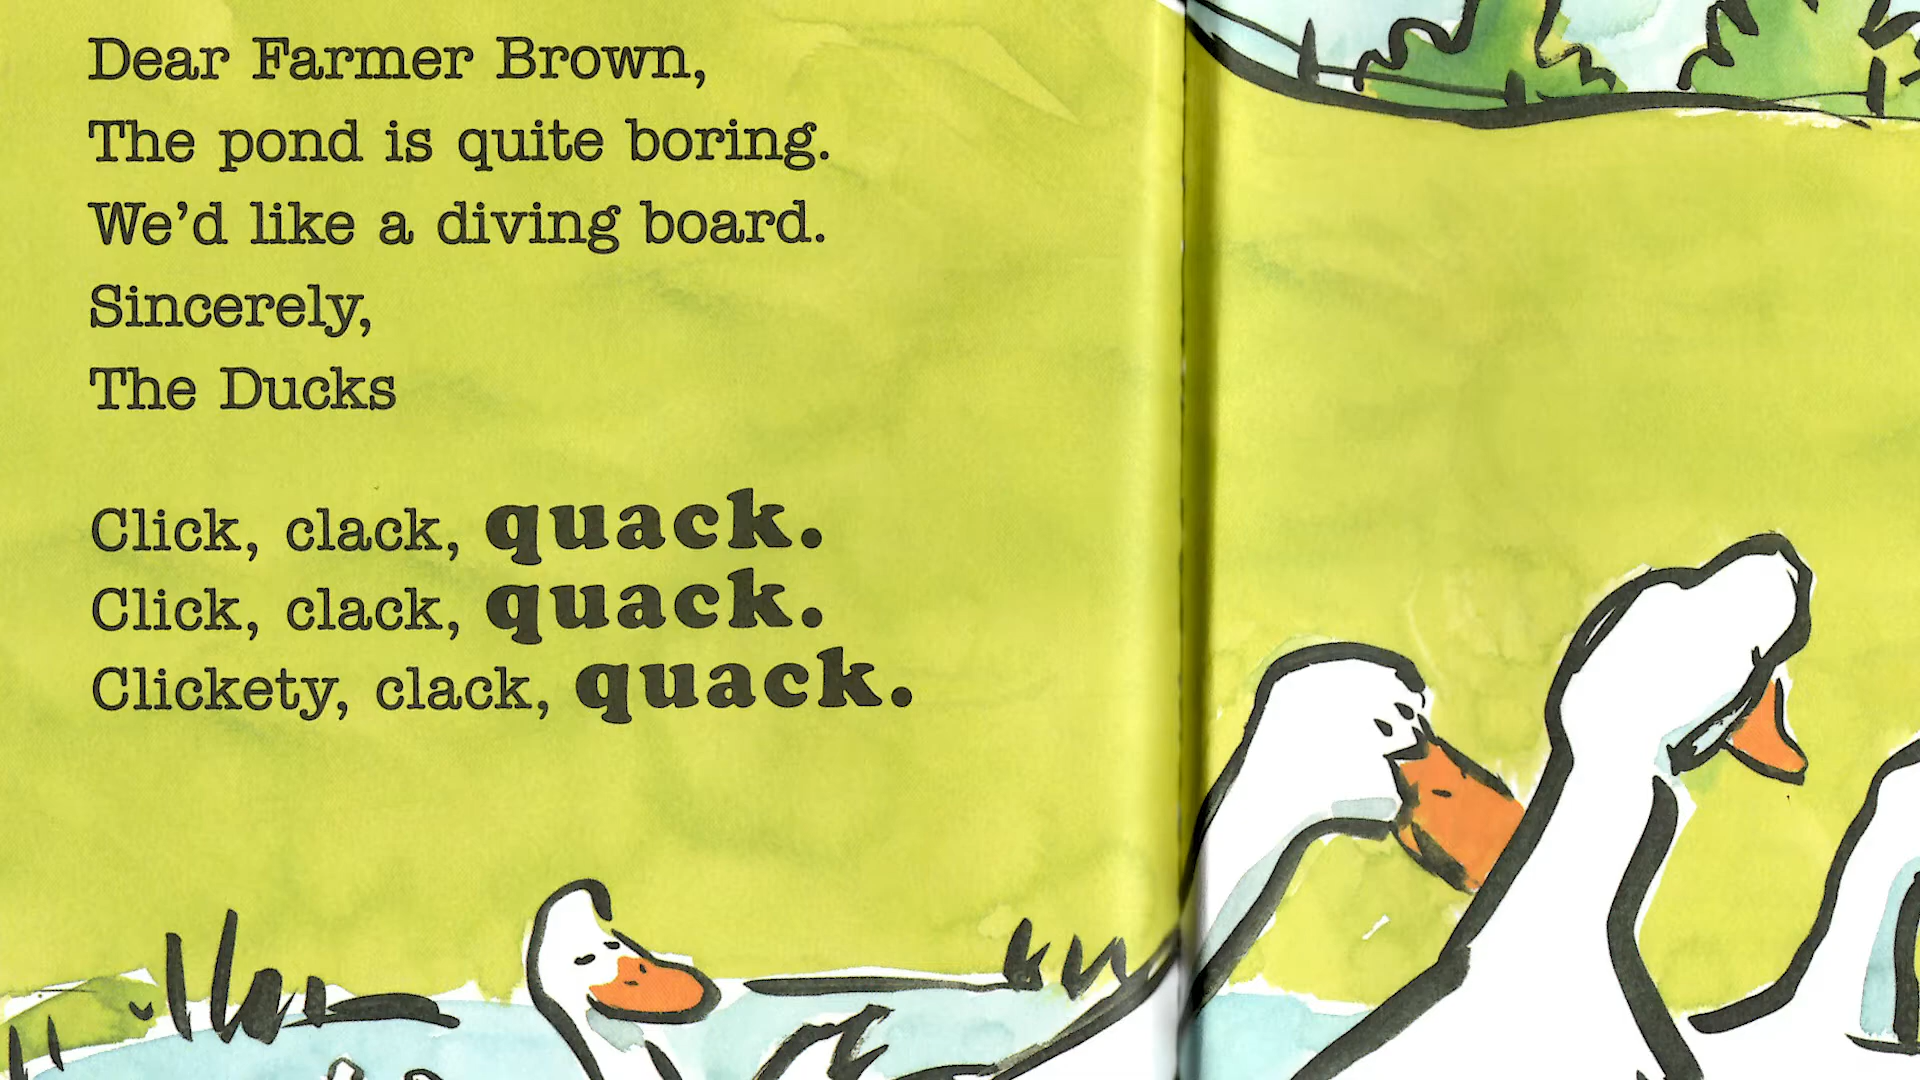 Dear Farmer Brown,
The pond is quite boring.
We’d like a diving board.
Sincerely,
The Ducks
Click, clack, quack.
Click, clack, quack.
Clickety, clack, quack.